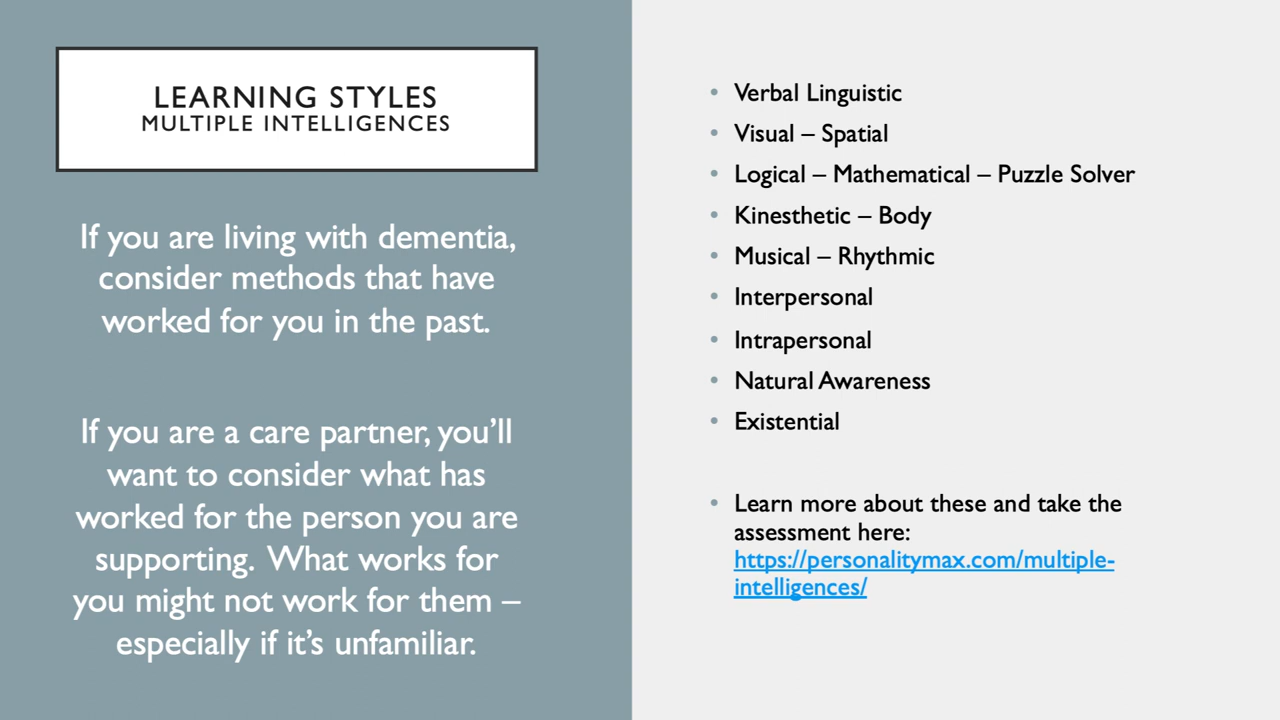 LEARNING STYLES
MULTIPLE INTELLIGENCES
If you are living with dementia,
consider methods that have
worked for you in the past.
If you are a care partner, you’ll
want to consider what has
worked for the person you are
supporting. What works for
you might not work for them –
especially if it’s unfamiliar.
• Verbal Linguistic
• Visual – Spatial
• Logical – Mathematical – Puzzle Solver
• Kinesthetic – Body
• Musical – Rhythmic
• Interpersonal
• Intrapersonal
• Natural Awareness
• Existential
• Learn more about these and take the
assessment here:
https://personalitymax.com/multiple-
intelligences/